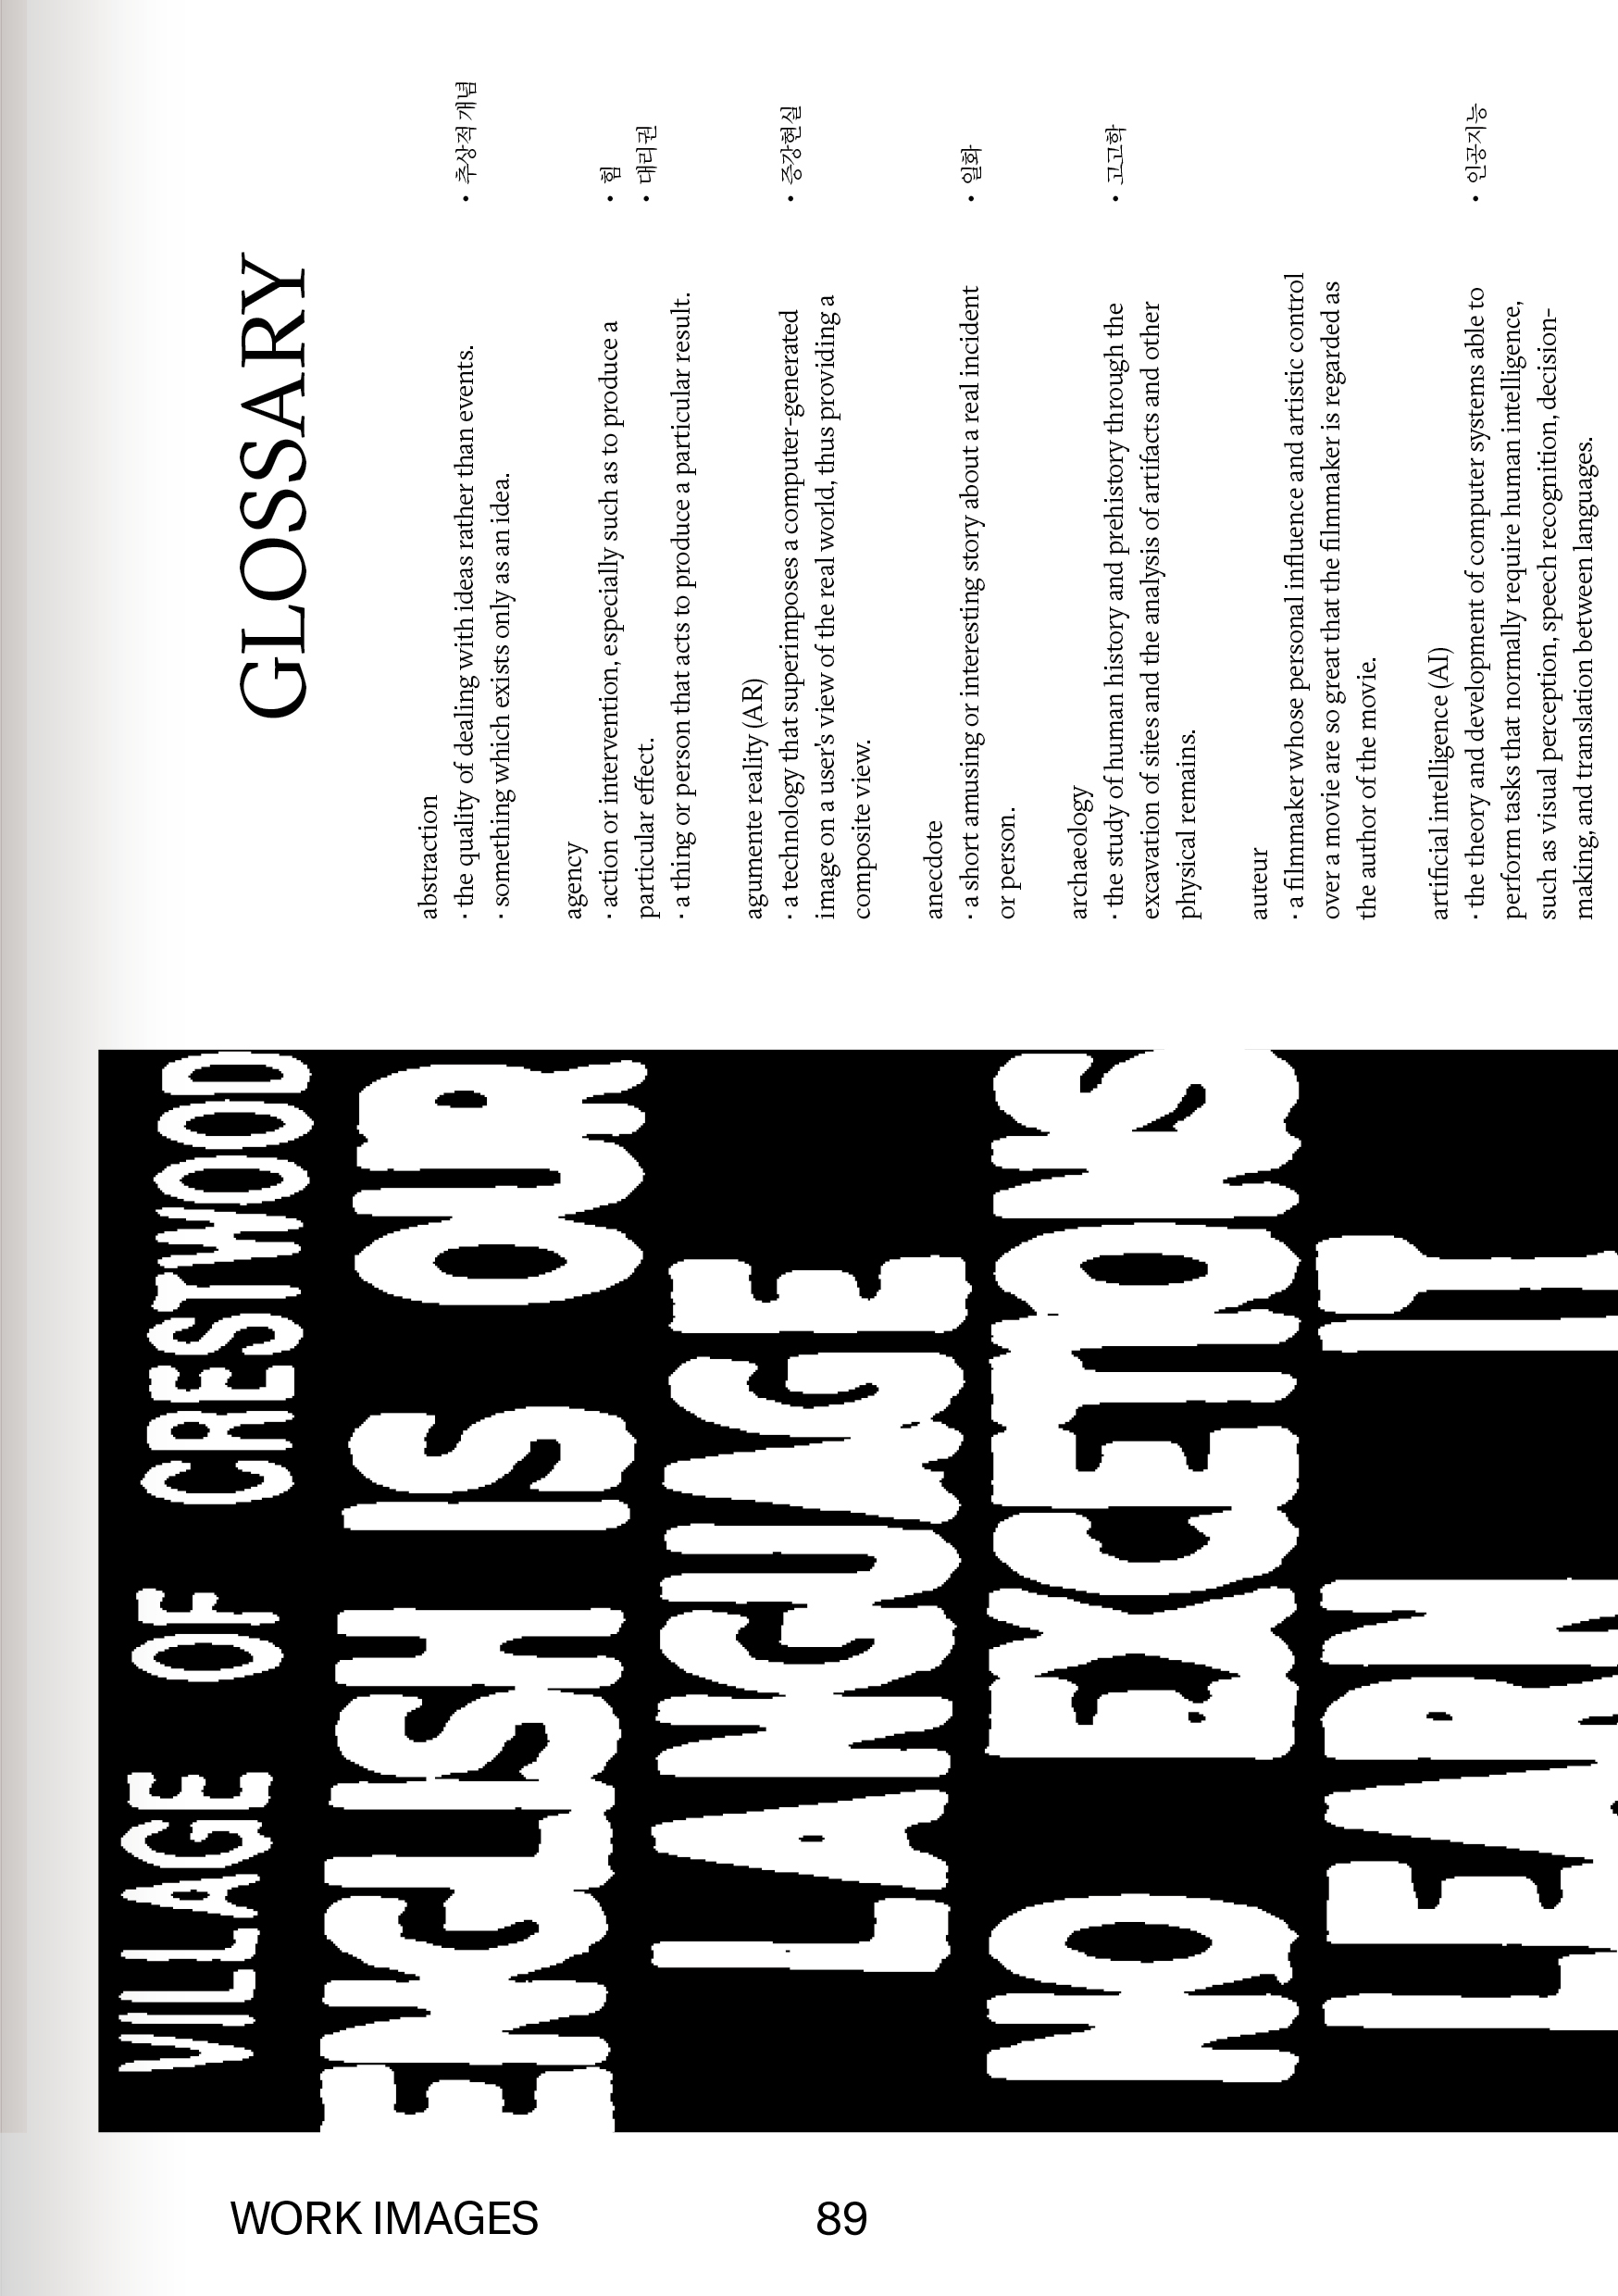 GLOSSARY
abstraction
· the quality of dealing with ideas rather than events.
· something which exists only as an idea.
• 추상적 개념
agency
· action or intervention, especially such as to produce a
particular effect.
· a thing or person that acts to produce a particular result.
• 힘
• 대리권
agumente reality (AR)
· a technology that superimposes a computer-generated
image on a user's view of the real world, thus providing a
composite view.
• 증강현실
anecdote
· a short amusing or interesting story about a real incident
or person.
• 일화
archaeology
· the study of human history and prehistory through the
excavation of sites and the analysis of artifacts and other
physical remains.
• 고고학
auteur
· a filmmaker whose personal influence and artistic control
over a movie are so great that the filmmaker is regarded as
the author of the movie.
artificial intelligence (AI)
· the theory and development of computer systems able to
perform tasks that normally require human intelligence,
such as visual perception, speech recognition, decision-
making, and translation between languages.
• 인공지능
VILLAGE OF CRESTWOOD
ENGLISH IS OUR
LANGUAGE
NO EXCETIONS
LEARN IT
WORK IMAGES
89